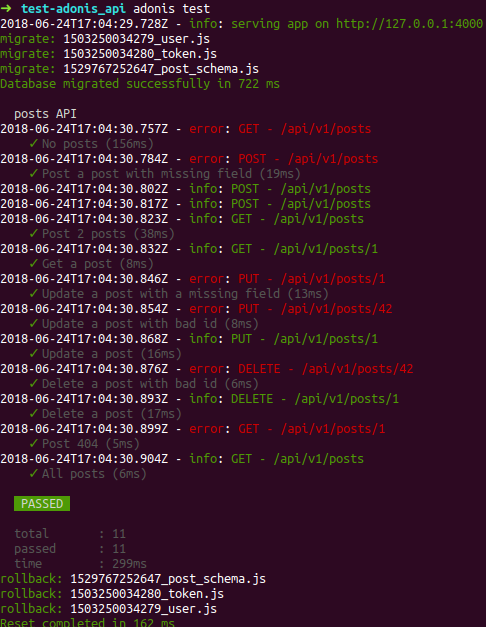 ➜ test-adonis_api adonis test
2018-06-24T17:04:29.728Z - info: serving app on http://127.0.0.1:4000
migrate: 1503250034279_user.js
migrate: 1503250034280_token.js
migrate: 1529767252647_post_schema.js
Database migrated successfully in 722 ms
posts API
2018-06-24T17:04:30.757Z - error: GET - /api/v1/posts
✓ No posts (156ms)
2018-06-24T17:04:30.784Z - error: POST - /api/v1/posts
✓ Post a post with missing field (19ms)
2018-06-24T17:04:30.802Z - info: POST - /api/v1/posts
2018-06-24T17:04:30.817Z - info: POST - /api/v1/posts
2018-06-24T17:04:30.823Z - info: GET - /api/v1/posts
✓ Post 2 posts (38ms)
2018-06-24T17:04:30.832Z - info: GET - /api/v1/posts/1
✓ Get a post (8ms)
2018-06-24T17:04:30.846Z - error: PUT - /api/v1/posts/1
✓ Update a post with a missing field (13ms)
2018-06-24T17:04:30.854Z - error: PUT - /api/v1/posts/42
✓ Update a post with bad id (8ms)
2018-06-24T17:04:30.868Z - info: PUT - /api/v1/posts/1
✓ Update a post (16ms)
2018-06-24T17:04:30.876Z - error: DELETE - /api/v1/posts/42
✓ Delete a post with bad id (6ms)
2018-06-24T17:04:30.893Z - info: DELETE - /api/v1/posts/1
✓ Delete a post (17ms)
2018-06-24T17:04:30.899Z - error: GET - /api/v1/posts/1
✓ Post 404 (5ms)
2018-06-24T17:04:30.904Z - info: GET - /api/v1/posts
✓ All posts (6ms)
PASSED
total : 11
passed : 11
time : 299ms
rollback: 1529767252647_post_schema.js
rollback: 1503250034280_token.js
rollback: 1503250034279_user.js
Reset completed in 162 ms